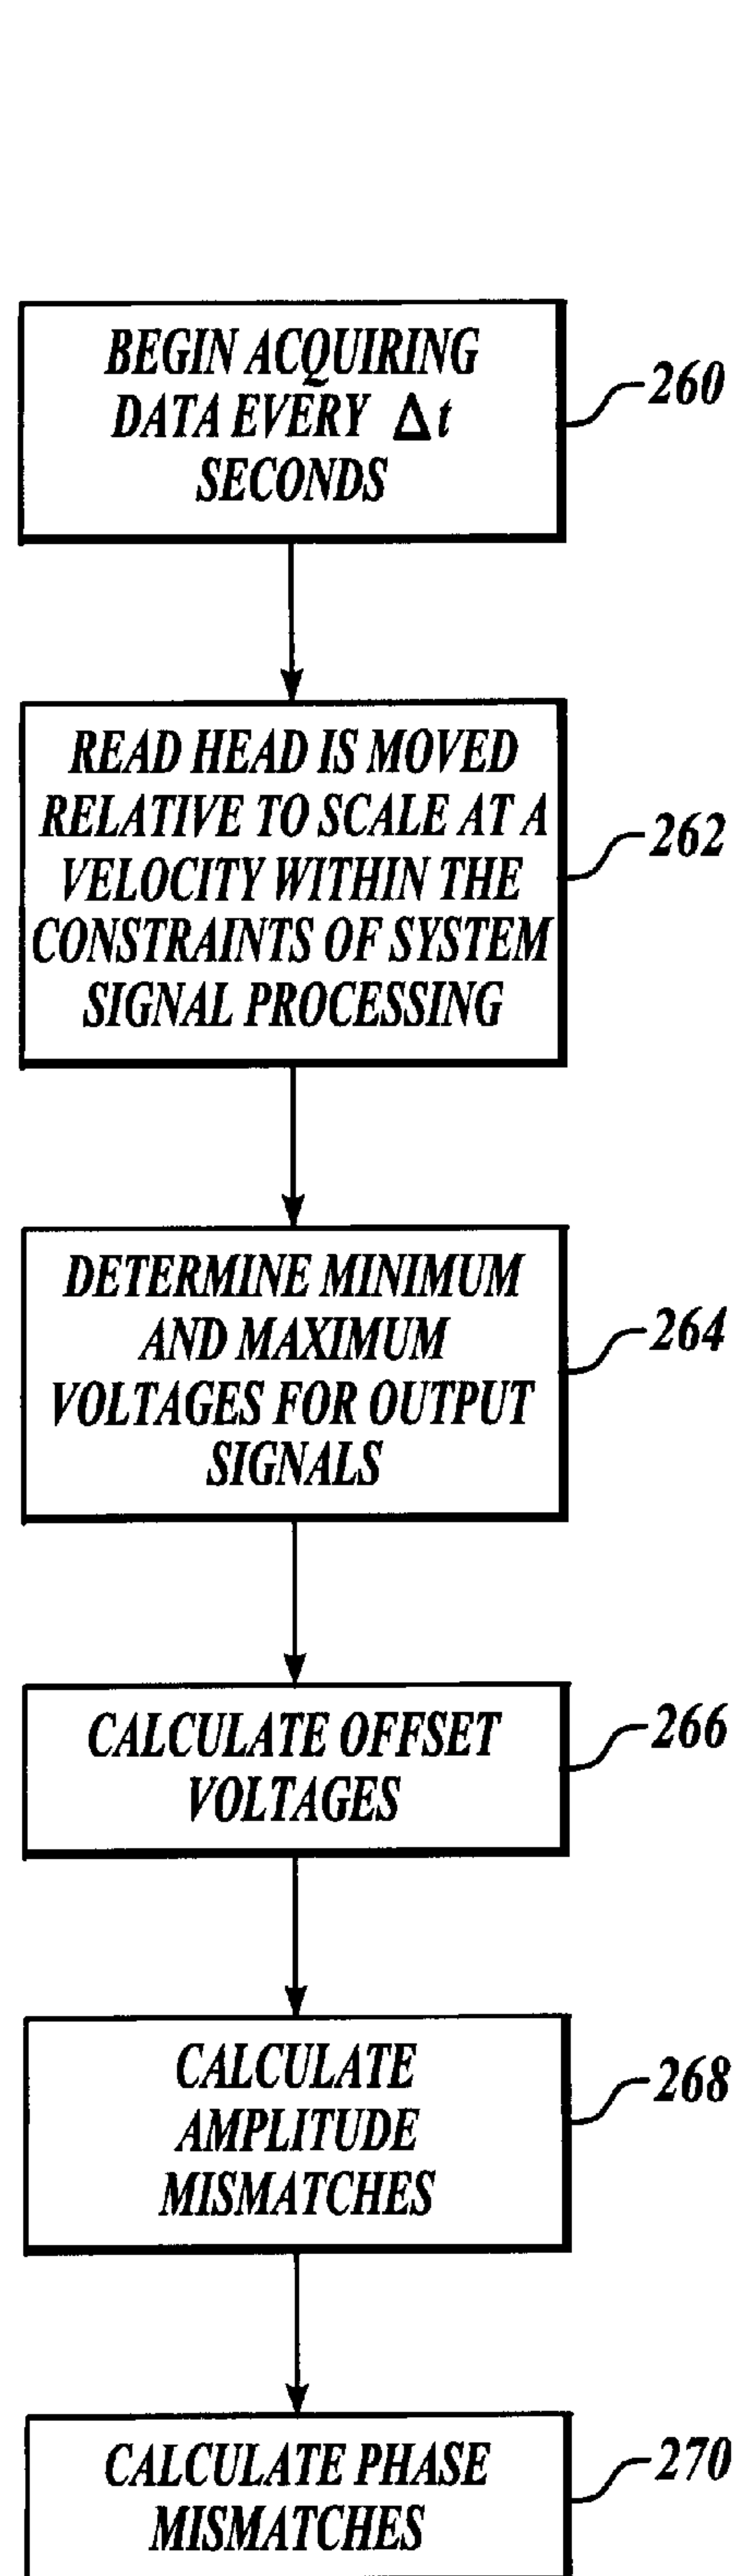 BEGIN ACQUIRING
DATA EVERY Δt
SECONDS
260
READ HEAD IS MOVED
RELATIVE TO SCALE AT A
VELOCITY WITHIN THE
CONSTRAINTS OF SYSTEM
SIGNAL PROCESSING
262
DETERMINE MINIMUM
AND MAXIMUM
VOLTAGES FOR OUTPUT
SIGNALS
264
CALCULATE OFFSET
VOLTAGES
266
CALCULATE
AMPLITUDE
MISMATCHES
268
CALCULATE PHASE
MISMATCHES
270